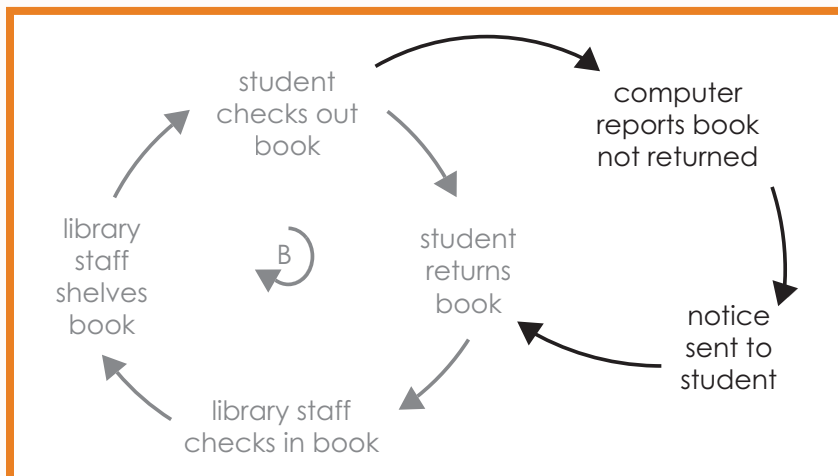 student
checks out
book
computer
reports book
not returned
library
staff
shelves
book
B
student
returns
book
notice
sent to
student
library staff
checks in book